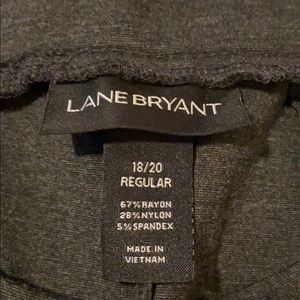 LANE BRYANT
18/20
REGULAR
67% RAYON
28% NYLON
5% SPANDEX
MADE IN
VIETNAM